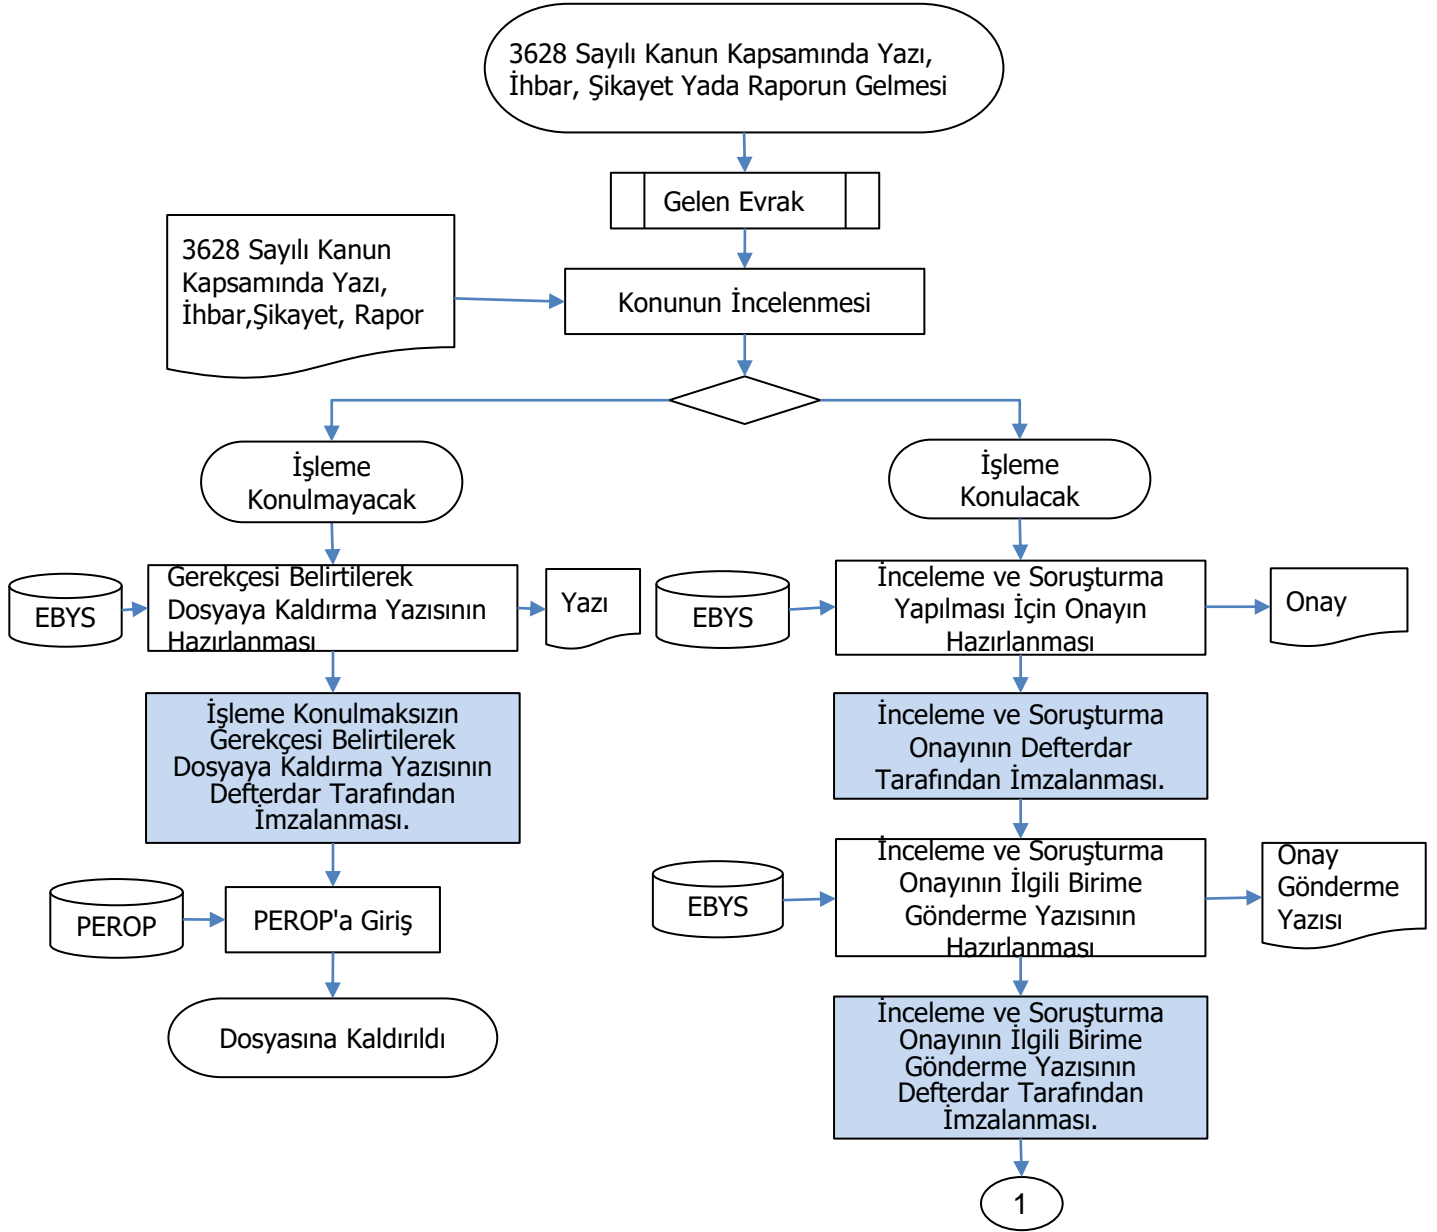 3628 Sayılı Kanun Kapsamında Yazı,
İhbar, Şikayet Yada Raporun Gelmesi
Gelen Evrak
3628 Sayılı Kanun
Kapsamında Yazı,
İhbar,Şikayet, Rapor
Konunun İncelenmesi
İşleme
Konulmayacak
İşleme
Konulacak
EBYS
Gerekçesi Belirtilerek
Dosyaya Kaldırma Yazısının
Hazırlanması
Yazı
EBYS
İnceleme ve Soruşturma
Yapılması İçin Onayın
Hazırlanması
Onay
İşleme Konulmaksızın
Gerekçesi Belirtilerek
Dosyaya Kaldırma Yazısının
Defterdar Tarafından
İmzalanması.
İnceleme ve Soruşturma
Onayının Defterdar
Tarafından İmzalanması.
PEROP
PEROP'a Giriş
EBYS
İnceleme ve Soruşturma
Onayının İlgili Birime
Gönderme Yazısının
Hazırlanması
Onay
Gönderme
Yazısı
Dosyasına Kaldırıldı
İnceleme ve Soruşturma
Onayının İlgili Birime
Gönderme Yazısının
Defterdar Tarafından
İmzalanması.
1